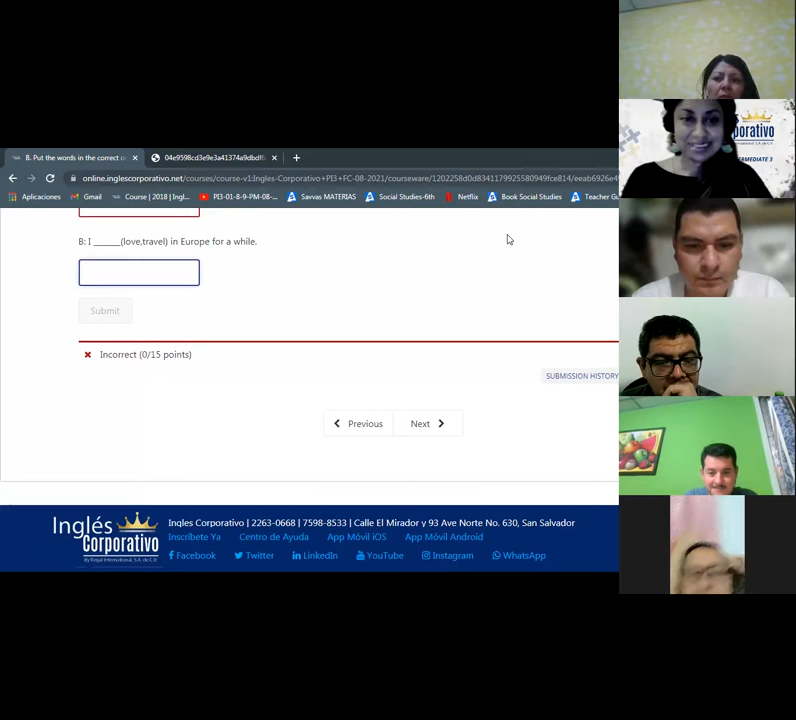 B. Put the words in the correct o
04e9598cd3e9e3a41374a9dbdf
online.inglescorporativo.net/courses/course-v1:Ingles-Corporativo+PI3+FC-08-2021/courseware/1202258d0d8341179925580949fce814/eeab6926e4
Aplicaciones
Gmail
Course | 2018 | Ingl...
PI3-01-8-9-PM-08-...
Savvas MATERIAS
Social Studies-6th
Netflix
Book Social Studies
Teacher Gu
B: I ______(love,travel) in Europe for a while.
Submit
Incorrect (0/15 points)
SUBMISSION HISTORY
Previous
Next
Inglés
Corporativo
Ingles Corporativo | 2263-0668 | 7598-8533 | Calle El Mirador y 93 Ave Norte No. 630, San Salvador
Inscríbete Ya
Centro de Ayuda
App Móvil iOS
App Móvil Android
Facebook
Twitter
LinkedIn
YouTube
Instagram
WhatsApp